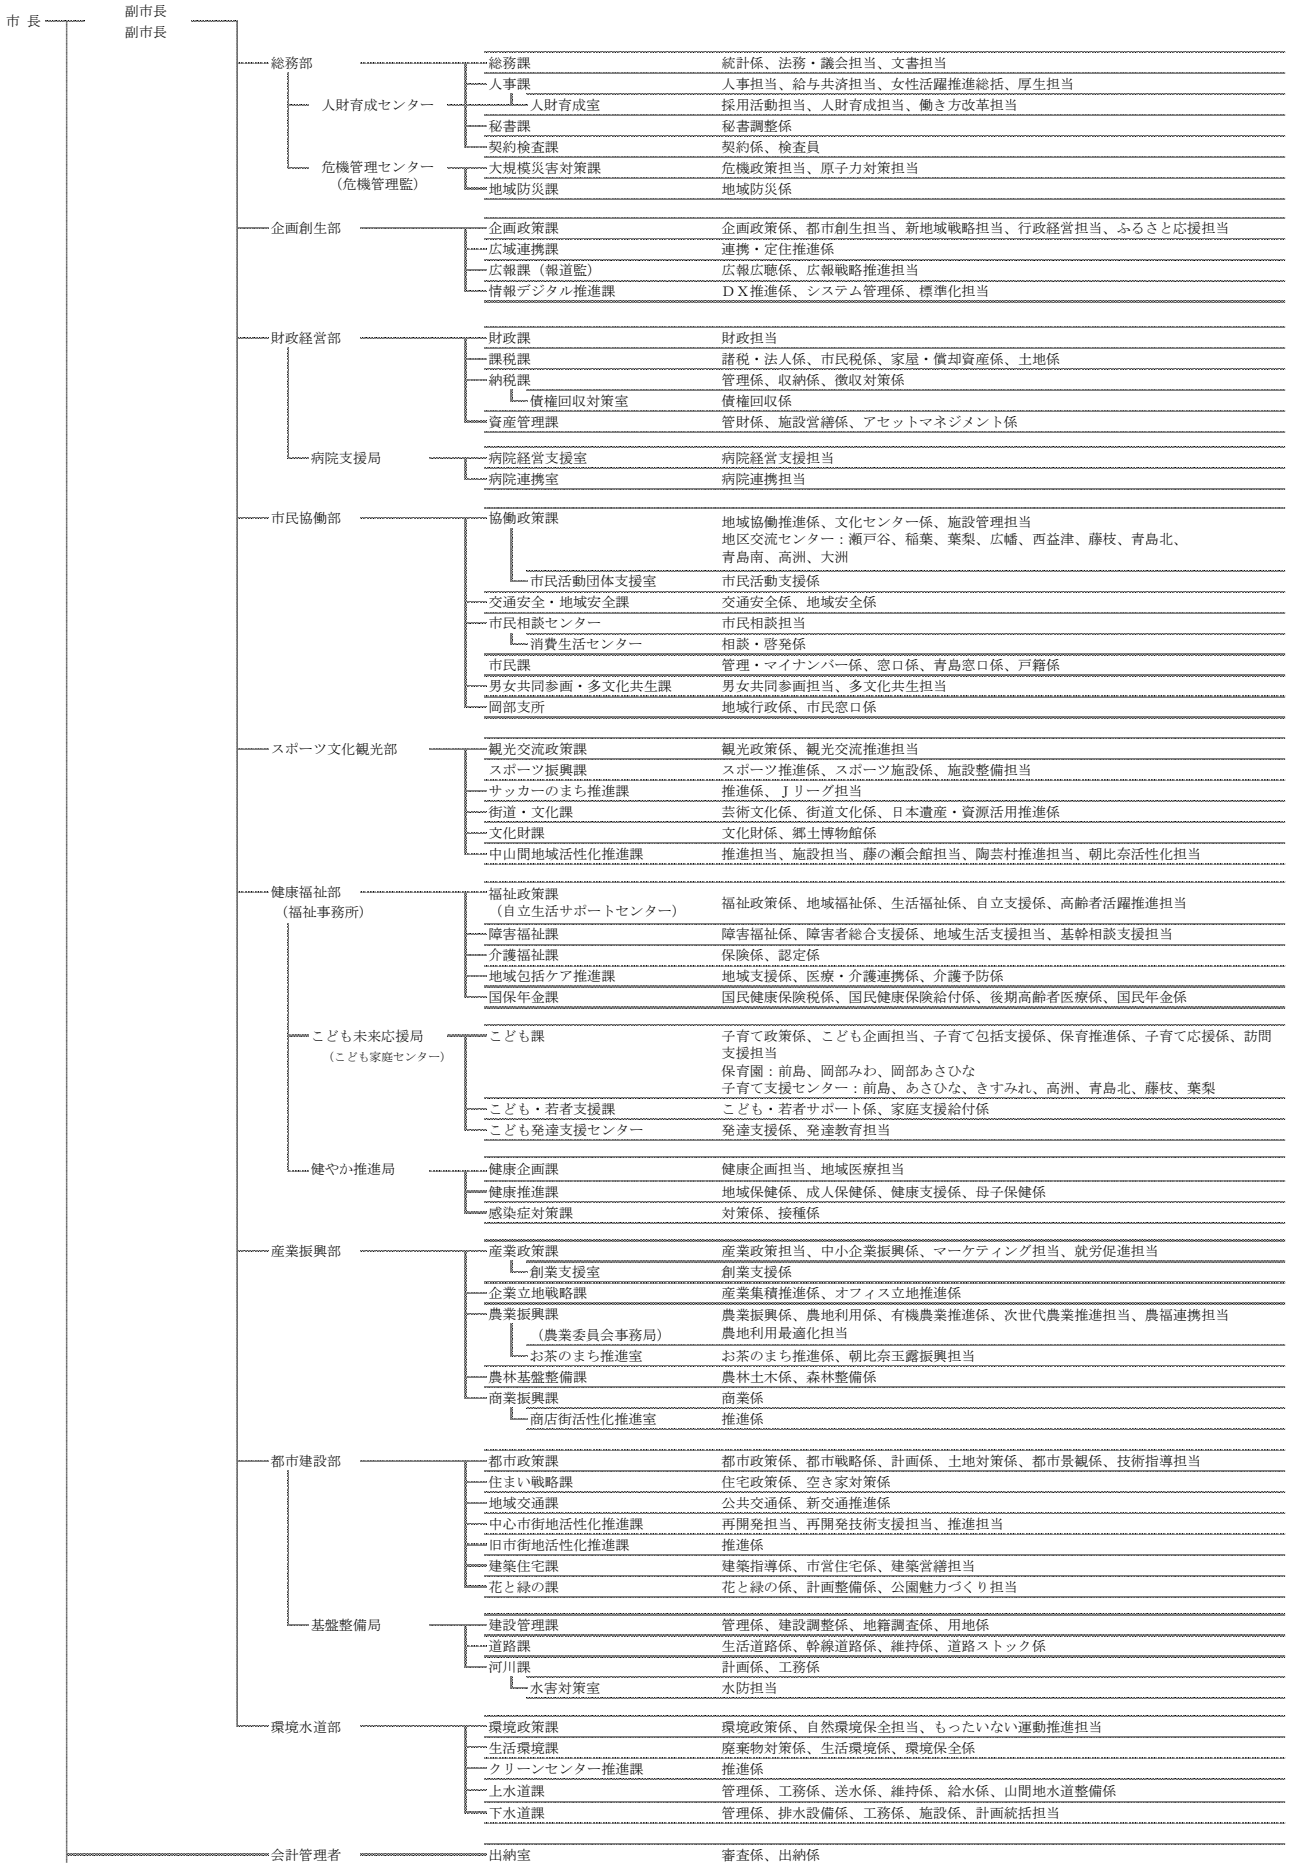 市 長
副市長
副市長
総務部 総務課 統計係、法務・議会担当、文書担当
人事課 人事担当、給与共済担当、女性活躍推進総括、厚生担当
人財育成センター 人財育成室 採用活動担当、人財育成担当、働き方改革担当
秘書課 秘書調整係
契約検査課 契約係、検査員
危機管理センター 大規模災害対策課 危機政策担当、原子力対策担当
（危機管理監） 地域防災課 地域防災係
企画創生部 企画政策課 企画政策係、都市創生担当、新地域戦略担当、行政経営担当、ふるさと応援担当
広域連携課 連携・定住推進係
広報課（報道監） 広報広聴係、広報戦略推進担当
情報デジタル推進課 ＤＸ推進係、システム管理係、標準化担当
財政経営部 財政課 財政担当
課税課 諸税・法人係、市民税係、家屋・償却資産係、土地係
納税課 管理係、収納係、徴収対策係
債権回収対策室 債権回収係
資産管理課 管財係、施設営繕係、アセットマネジメント係
病院支援局 病院経営支援室 病院経営支援担当
病院連携室 病院連携担当
市民協働部 協働政策課 地域協働推進係、文化センター係、施設管理担当
地区交流センター：瀬戸谷、稲葉、葉梨、広幡、西益津、藤枝、青島北、
青島南、高洲、大洲
市民活動団体支援室 市民活動支援係
交通安全・地域安全課 交通安全係、地域安全係
市民相談センター 市民相談担当
消費生活センター 相談・啓発係
市民課 管理・マイナンバー係、窓口係、青島窓口係、戸籍係
男女共同参画・多文化共生課 男女共同参画担当、多文化共生担当
岡部支所 地域行政係、市民窓口係
スポーツ文化観光部 観光交流政策課 観光政策係、観光交流推進担当
スポーツ振興課 スポーツ推進係、スポーツ施設係、施設整備担当
サッカーのまち推進課 推進係、Ｊリーグ担当
街道・文化課 芸術文化係、街道文化係、日本遺産・資源活用推進係
文化財課 文化財係、郷土博物館係
中山間地域活性化推進課 推進担当、施設担当、藤の瀬会館担当、陶芸村推進担当、朝比奈活性化担当
健康福祉部 福祉政策課
（福祉事務所） （自立生活サポートセンター） 福祉政策係、地域福祉係、生活福祉係、自立支援係、高齢者活躍推進担当
障害福祉課 障害福祉係、障害者総合支援係、地域生活支援担当、基幹相談支援担当
介護福祉課 保険係、認定係
地域包括ケア推進課 地域支援係、医療・介護連携係、介護予防係
国保年金課 国民健康保険税係、国民健康保険給付係、後期高齢者医療係、国民年金係
こども未来応援局 こども課 子育て政策係、こども企画担当、子育て包括支援係、保育推進係、子育て応援係、訪問
（こども家庭センター） 支援担当
保育園：前島、岡部みわ、岡部あさひな
子育て支援センター：前島、あさひな、きすみれ、高洲、青島北、藤枝、葉梨
こども・若者支援課 こども・若者サポート係、家庭支援給付係
こども発達支援センター 発達支援係、発達教育担当
健やか推進局 健康企画課 健康企画担当、地域医療担当
健康推進課 地域保健係、成人保健係、健康支援係、母子保健係
感染症対策課 対策係、接種係
産業振興部 産業政策課 産業政策担当、中小企業振興係、マーケティング担当、就労促進担当
創業支援室 創業支援係
企業立地戦略課 産業集積推進係、オフィス立地推進係
農業振興課 農業振興係、農地利用係、有機農業推進係、次世代農業推進担当、農福連携担当
（農業委員会事務局） 農地利用最適化担当
お茶のまち推進室 お茶のまち推進係、朝比奈玉露振興担当
農林基盤整備課 農林土木係、森林整備係
商業振興課 商業係
商店街活性化推進室 推進係
都市建設部 都市政策課 都市政策係、都市戦略係、計画係、土地対策係、都市景観係、技術指導担当
住まい戦略課 住宅政策係、空き家対策係
地域交通課 公共交通係、新交通推進係
中心市街地活性化推進課 再開発担当、再開発技術支援担当、推進担当
旧市街地活性化推進課 推進係
建築住宅課 建築指導係、市営住宅係、建築営繕担当
花と緑の課 花と緑の係、計画整備係、公園魅力づくり担当
基盤整備局 建設管理課 管理係、建設調整係、地籍調査係、用地係
道路課 生活道路係、幹線道路係、維持係、道路ストック係
河川課 計画係、工務係
水害対策室 水防担当
環境水道部 環境政策課 環境政策係、自然環境保全担当、もったいない運動推進担当
生活環境課 廃棄物対策係、生活環境係、環境保全係
クリーンセンター推進課 推進係
上水道課 管理係、工務係、送水係、維持係、給水係、山間地水道整備係
下水道課 管理係、排水設備係、工務係、施設係、計画統括担当
会計管理者 出納室 審査係、出納係